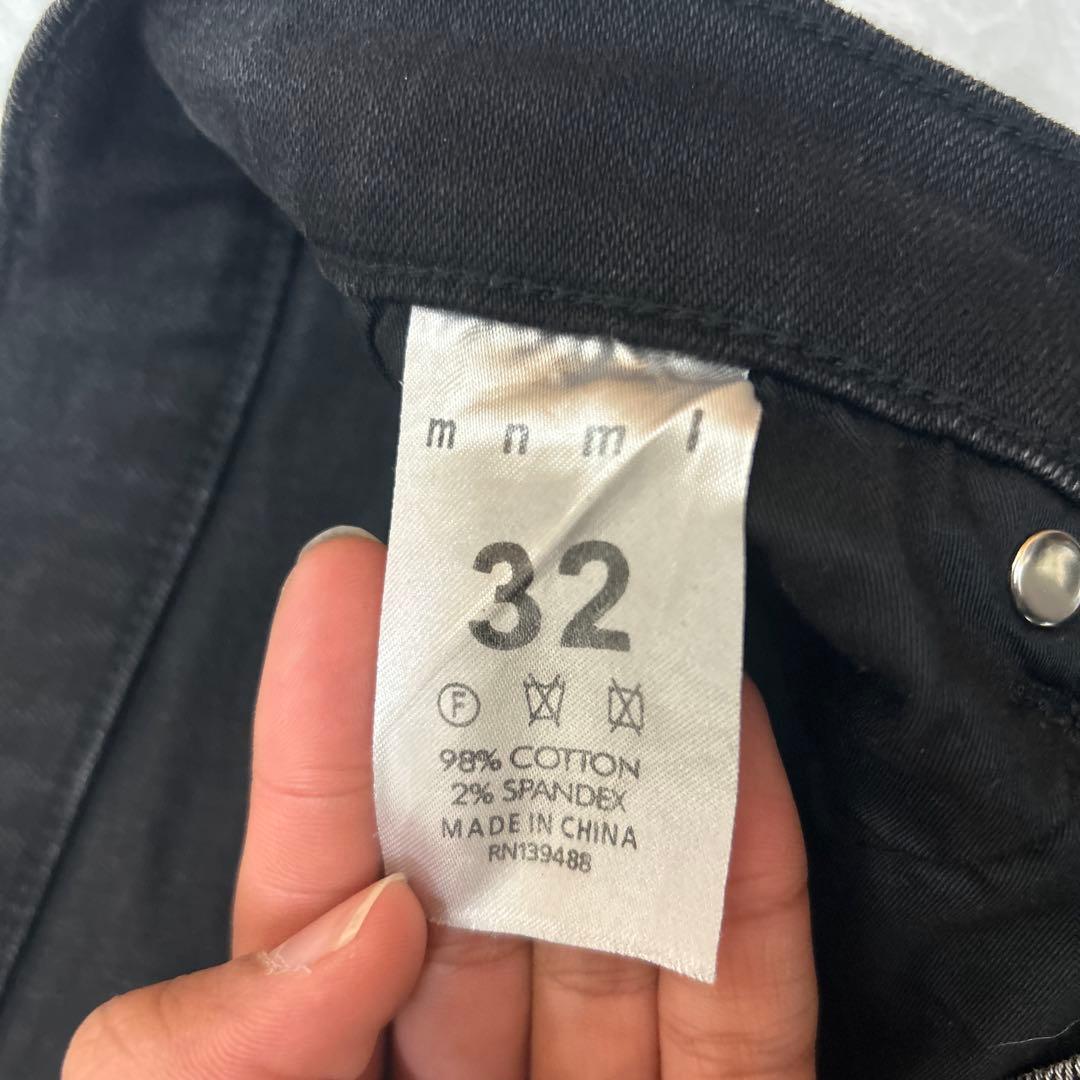 m n m l
32
F
98% COTTON
2% SPANDEX
MADE IN CHINA
RN139488